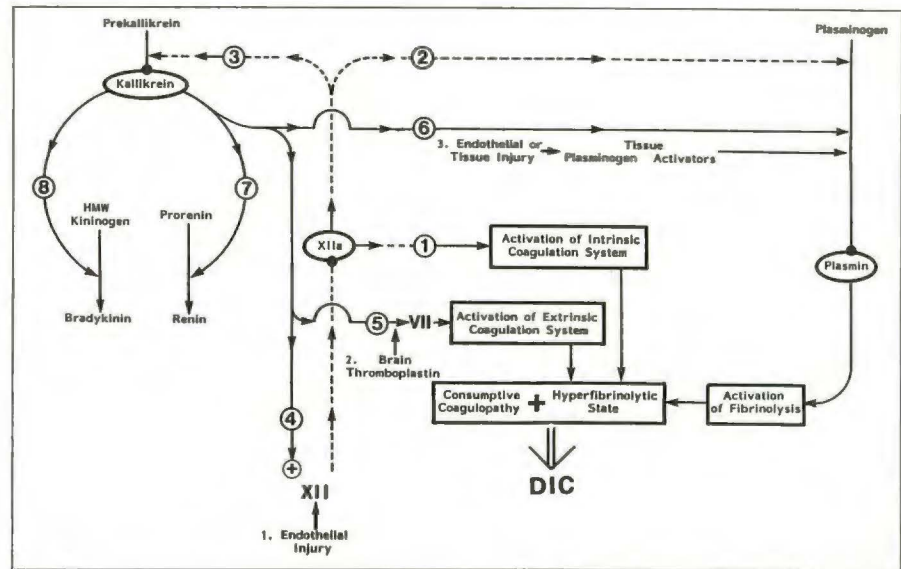 Prekallikrein
Plasminogen
3
2
Kallikrein
6
3. Endothelial or
Tissue Injury
Tissue
Plasminogen Activators
8
7
HMW
Kininogen
Prorenin
XIIa
1
Activation of Intrinsic
Coagulation System
Plasmin
Bradykinin
Renin
5
VII
Activation of Extrinsic
Coagulation System
2. Brain
Thromboplastin
Consumptive
Coagulopathy
+
Hyperfibrinolytic
State
Activation
of Fibrinolysis
4
+
DIC
XII
1. Endothelial
Injury